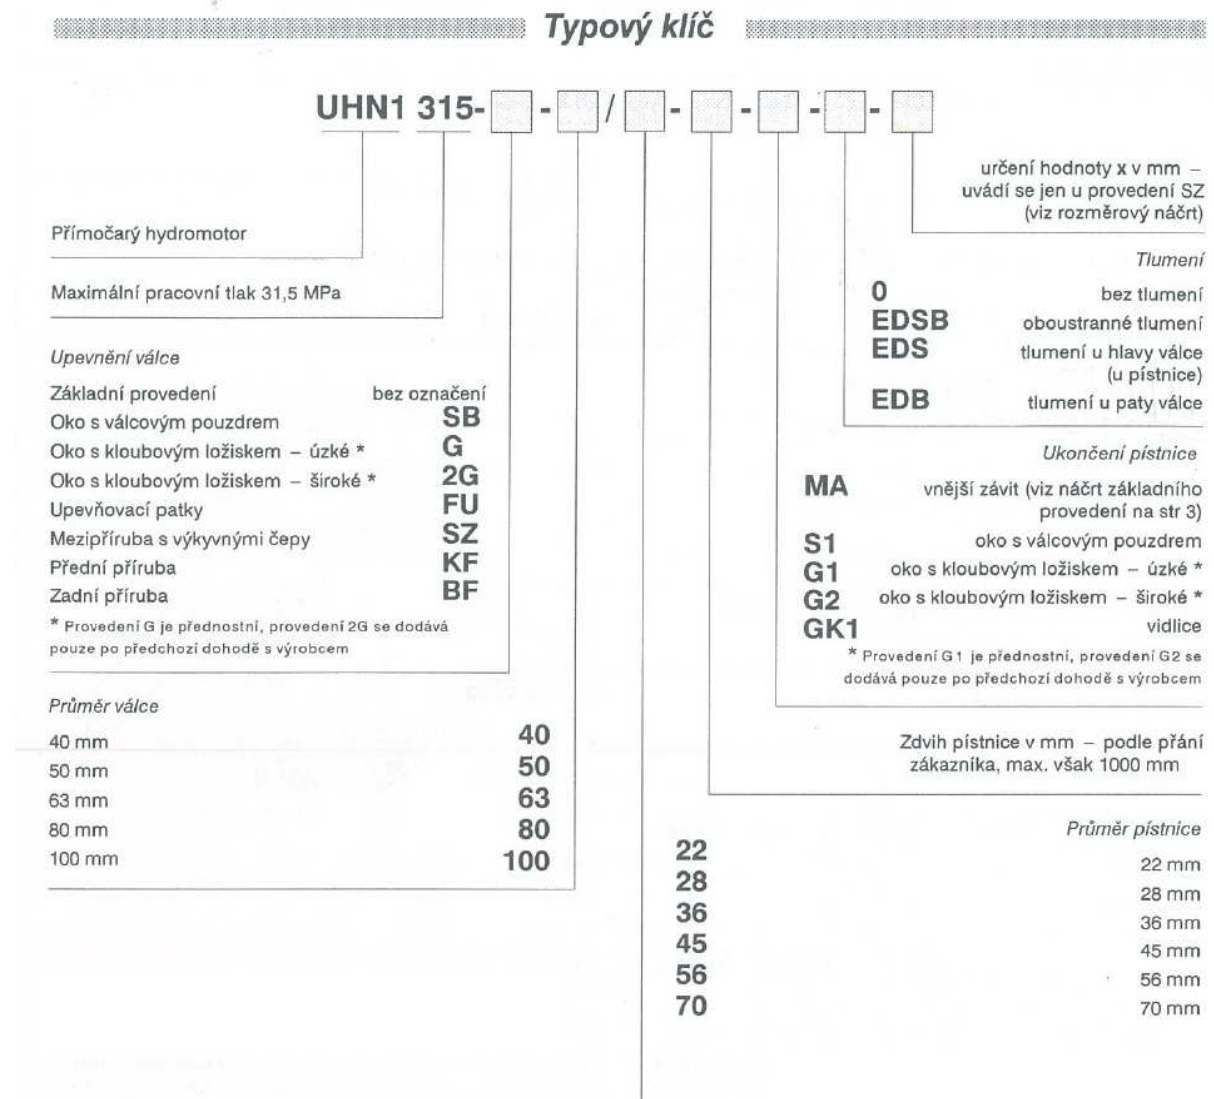 Typový klíč
UHN1 315- - / - - - -
určení hodnoty x v mm –
uvádí se jen u provedení SZ
(viz rozměrový náčrt)
Přímočarý hydromotor
Maximální pracovní tlak 31,5 MPa
Upevnění válce
Základní provedení bez označení
Oko s válcovým pouzdrem SB
Oko s kloubovým ložiskem – úzké * G
Oko s kloubovým ložiskem – široké * 2G
Upevňovací patky FU
Mezipříruba s výkyvnými čepy SZ
Přední příruba KF
Zadní příruba BF
* Provedení G je přednostní, provedení 2G se dodává
pouze po předchozí dohodě s výrobcem
Průměr válce
40 mm 40
50 mm 50
63 mm 63
80 mm 80
100 mm 100
Tlumení
0 bez tlumení
EDSB oboustranné tlumení
EDS tlumení u hlavy válce
(u pístnice)
EDB tlumení u paty válce
Ukončení pístnice
MA vnější závit (viz náčrt základního
provedení na str 3)
S1 oko s válcovým pouzdrem
G1 oko s kloubovým ložiskem – úzké *
G2 oko s kloubovým ložiskem – široké *
GK1 vidlice
* Provedení G1 je přednostní, provedení G2 se
dodává pouze po předchozí dohodě s výrobcem
Zdvih pístnice v mm – podle přání
zákazníka, max. však 1000 mm
Průměr pístnice
22 22 mm
28 28 mm
36 36 mm
45 45 mm
56 56 mm
70 70 mm